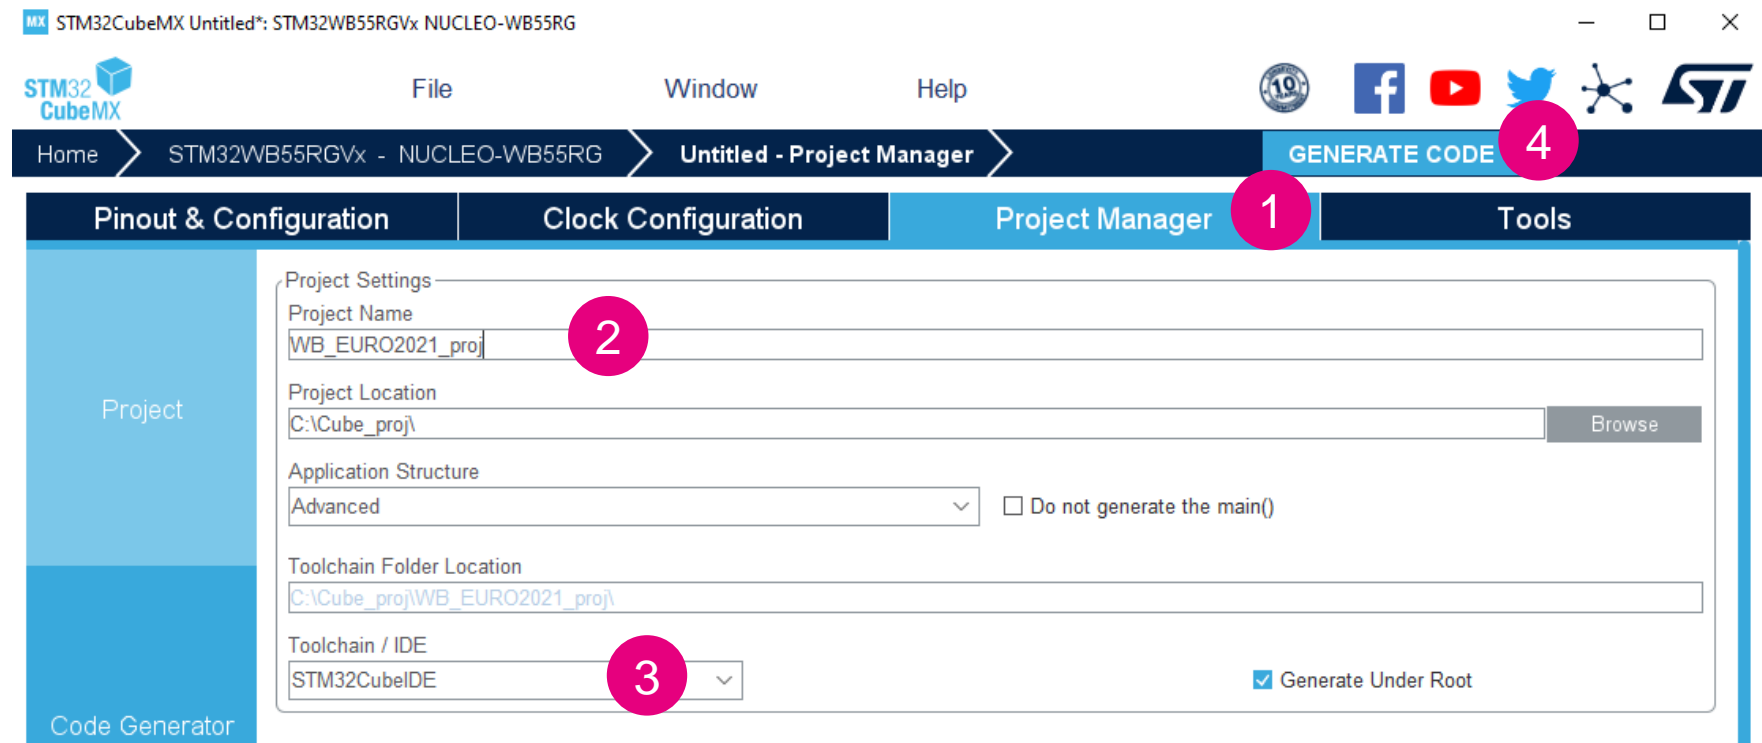 MX STM32CubeMX Untitled*: STM32WB55RGVx NUCLEO-WB55RG
STM32 CubeMX
File Window Help
10
Home STM32WB55RGVx - NUCLEO-WB55RG Untitled - Project Manager GENERATE CODE 4
Pinout & Configuration Clock Configuration Project Manager 1 Tools
Project Settings
Project Name
WB_EURO2021_proj 2
Project Location
Project
C:\Cube_proj\ Browse
Application Structure
Advanced Do not generate the main()
Toolchain Folder Location
C:\Cube_proj\WB_EURO2021_proj\
Toolchain / IDE
STM32CubeIDE 3 Generate Under Root
Code Generator